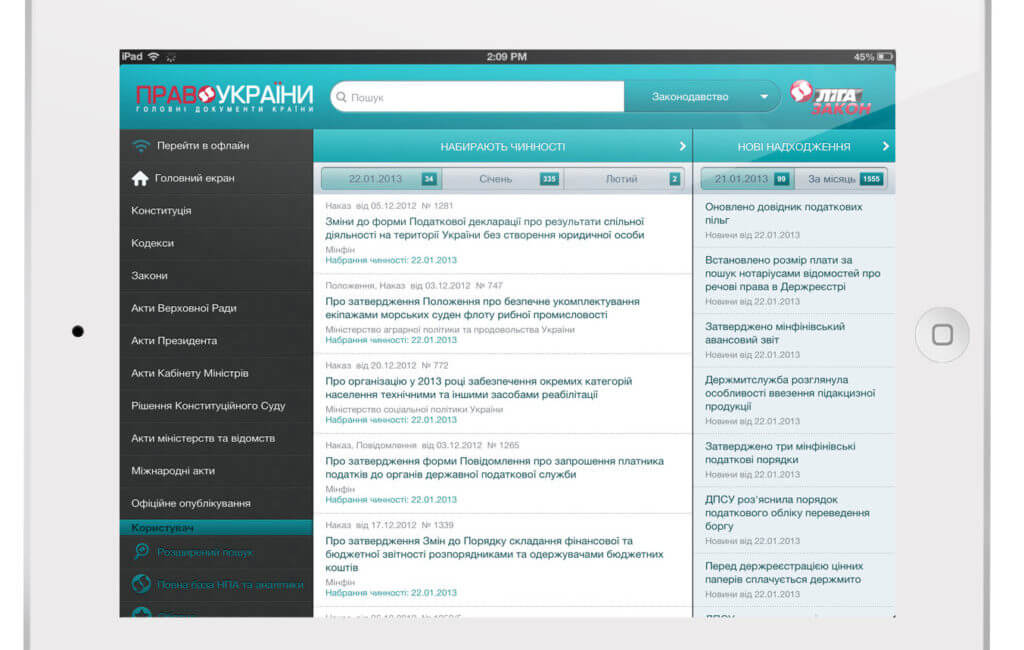 iPad
2:09 PM
45%
ПРАВО УКРАЇНИ
ГОЛОВНІ ДОКУМЕНТИ КРАЇНИ
Пошук
Законодавство
ЛІГА
ЗАКОН
Перейти в офлайн
Головний екран
Конституція
Кодекси
Закони
Акти Верховної Ради
Акти Президента
Акти Кабінету Міністрів
Рішення Конституційного Суду
Акти міністерств та відомств
Міжнародні акти
Офіційне опублікування
Користувач
Розширений пошук
Повна база НПА та аналітики
НАБИРАЮТЬ ЧИННОСТІ
22.01.2013 34
Січень 335
Лютий 2
Наказ від 05.12.2012 № 1281
Зміни до форми Податкової декларації про результати спільної
діяльності на території України без створення юридичної особи
Мінфін
Набрання чинності: 22.01.2013
Положення, Наказ від 03.12.2012 № 747
Про затвердження Положення про безпечне укомплектування
екіпажами морських суден флоту рибної промисловості
Міністерство аграрної політики та продовольства України
Набрання чинності: 22.01.2013
Наказ від 20.12.2012 № 772
Про організацію у 2013 році забезпечення окремих категорій
населення технічними та іншими засобами реабілітації
Міністерство соціальної політики України
Набрання чинності: 22.01.2013
Наказ, Повідомлення від 03.12.2012 № 1265
Про затвердження форми Повідомлення про запрошення платника
податків до органів державної податкової служби
Мінфін
Набрання чинності: 22.01.2013
Наказ від 17.12.2012 № 1339
Про затвердження Змін до Порядку складання фінансової та
бюджетної звітності розпорядниками та одержувачами бюджетних
коштів
Мінфін
Набрання чинності: 22.01.2013
НОВІ НАДХОДЖЕННЯ
21.01.2013 99
За місяць 1555
Оновлено довідник податкових
пільг
Новини від 22.01.2013
Встановлено розмір плати за
пошук нотаріусами відомостей про
речові права в Держреєстрі
Новини від 22.01.2013
Затверджено мінфінівський
авансовий звіт
Новини від 22.01.2013
Держмитслужба розглянула
особливості ввезення підакцизної
продукції
Новини від 22.01.2013
Затверджено три мінфінівські
податкові порядки
Новини від 22.01.2013
ДПСУ роз'яснила порядок
податкового обліку переведення
боргу
Новини від 22.01.2013
Перед держреєстрацією цінних
паперів сплачується держмито
Новини від 22.01.2013